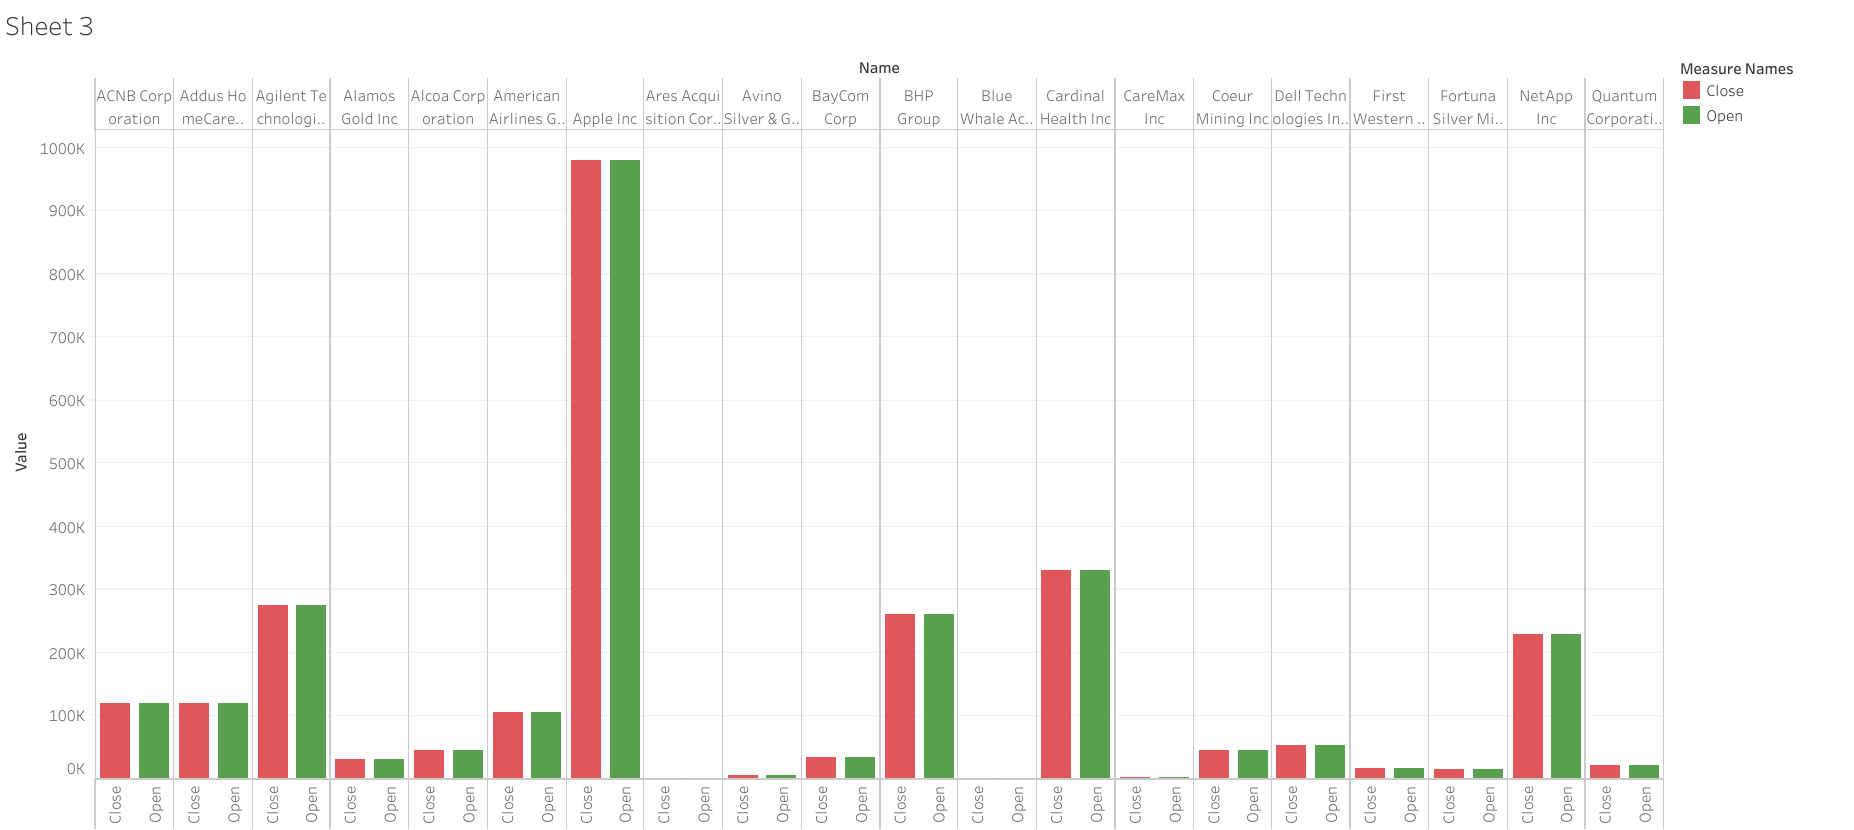 Sheet 3
Name
Measure Names
Close
Open
ACNB Corp
oration
Addus Ho
meCare..
Agilent Te
chnologi..
Alamos
Gold Inc
Alcoa Corp
oration
American
Airlines G..
Apple Inc
Ares Acqui
sition Cor..
Avino
Silver & G..
BayCom
Corp
BHP
Group
Blue
Whale Ac..
Cardinal
Health Inc
CareMax
Inc
Coeur
Mining Inc
Dell Techn
ologies In..
First
Western ..
Fortuna
Silver Mi..
NetApp
Inc
Quantum
Corporati..
1000K
900K
800K
700K
600K
500K
400K
300K
200K
100K
0K
Value
Close
Open
Close
Open
Close
Open
Close
Open
Close
Open
Close
Open
Close
Open
Close
Open
Close
Open
Close
Open
Close
Open
Close
Open
Close
Open
Close
Open
Close
Open
Close
Open
Close
Open
Close
Open
Close
Open
Close
Open